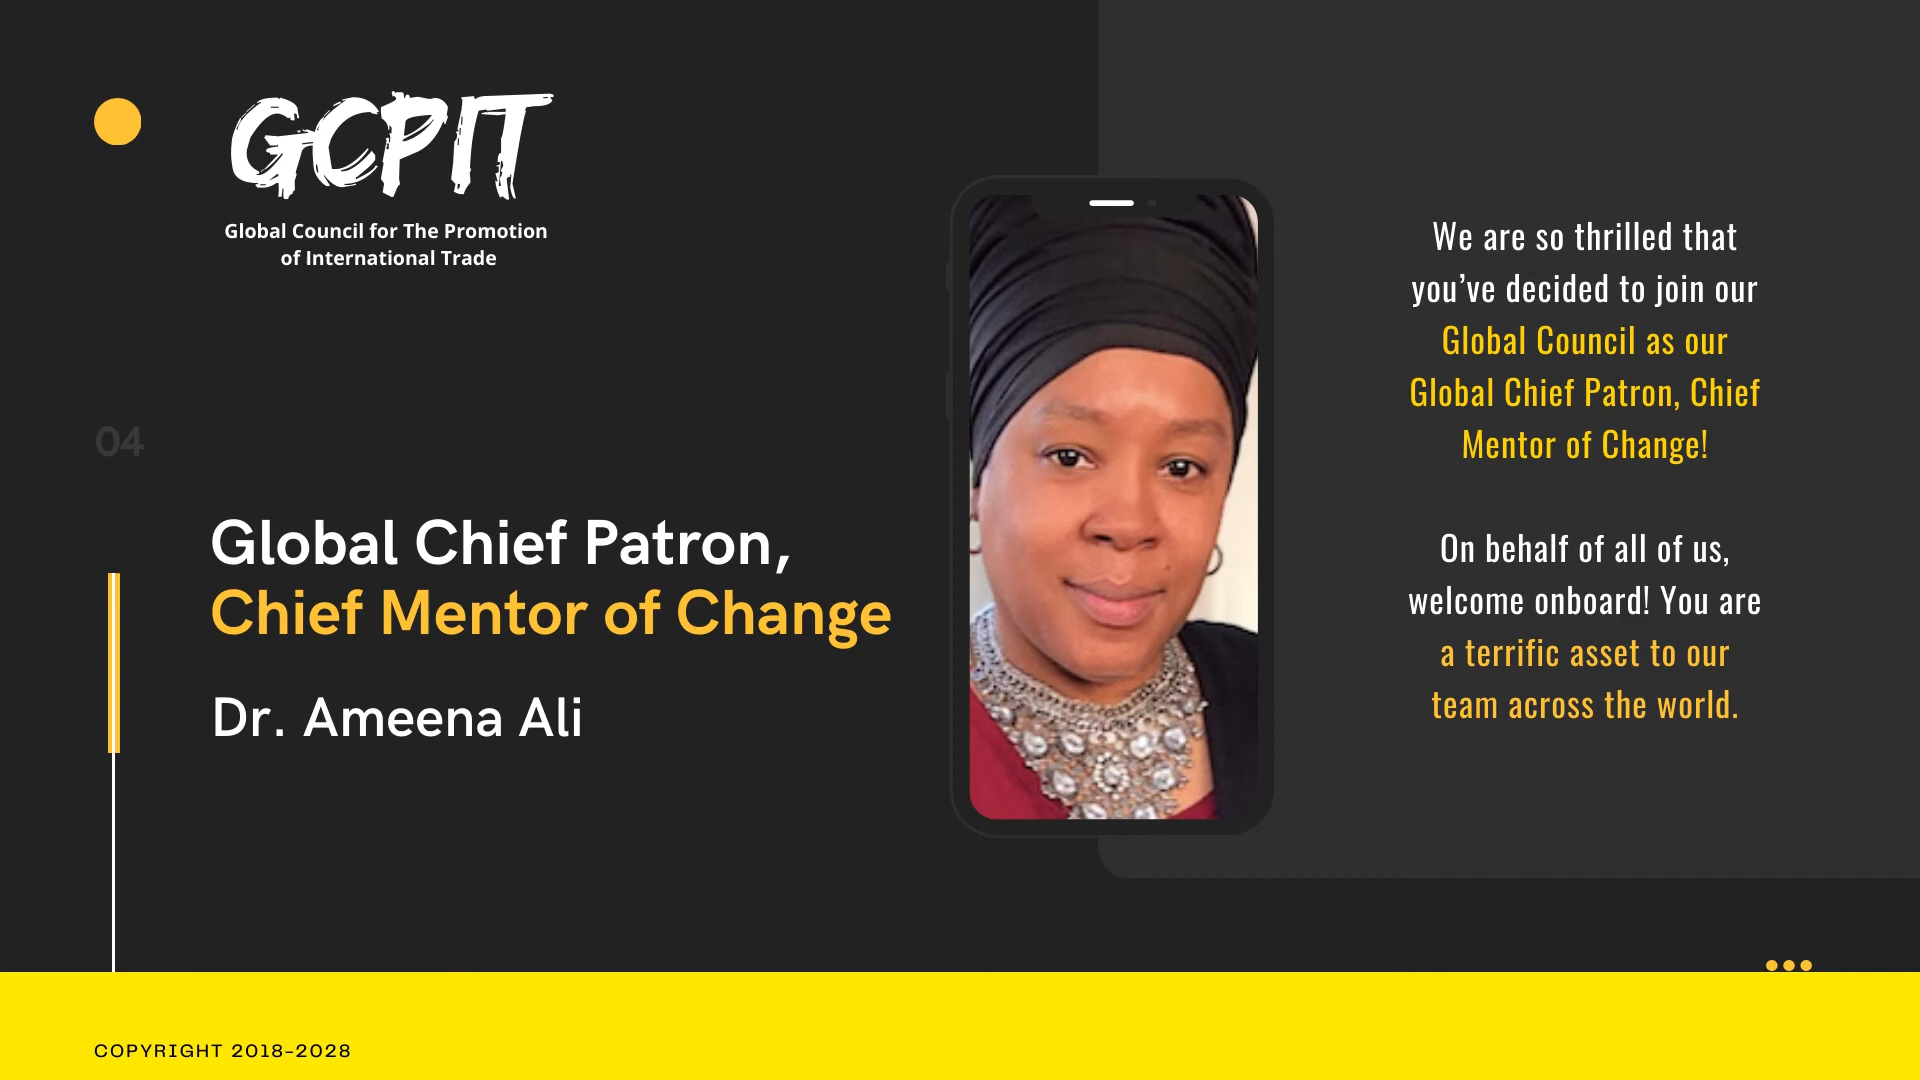 GCPIT
Global Council for The Promotion
of International Trade
04
Global Chief Patron,
Chief Mentor of Change
Dr. Ameena Ali
We are so thrilled that
you’ve decided to join our
Global Council as our
Global Chief Patron, Chief
Mentor of Change!
On behalf of all of us,
welcome onboard! You are
a terrific asset to our
team across the world.
COPYRIGHT 2018-2028